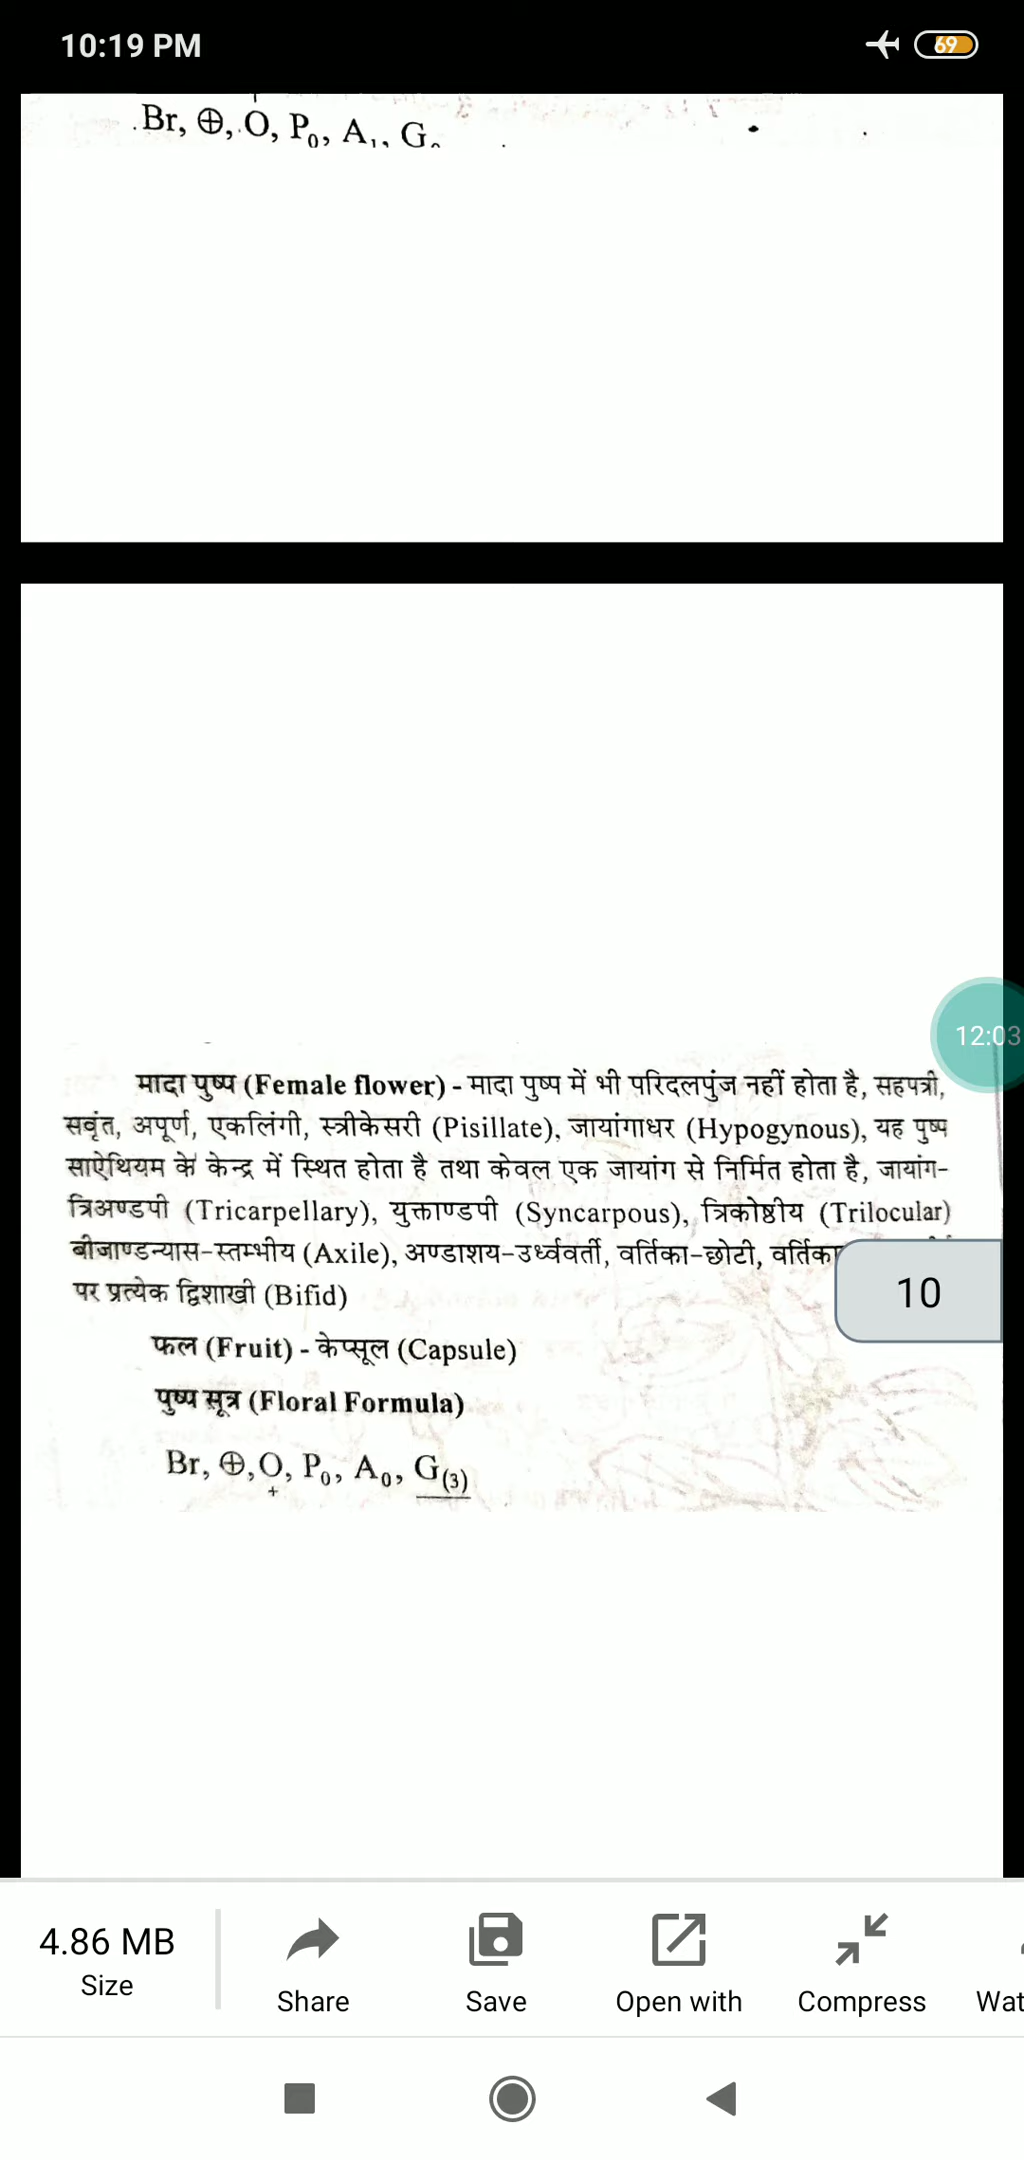 10:19 PM
69
Br, ⊕, O, P₀, A₁, G₀
12:03
मादा पुष्प (Female flower) - मादा पुष्प में भी परिदलपुंज नहीं होता है, सहपत्री,
सवृंत, अपूर्ण, एकलिंगी, स्त्रीकेसरी (Pisillate), जायांगाधर (Hypogynous), यह पुष्प
साऐथियम के केन्द्र में स्थित होता है तथा केवल एक जायांग से निर्मित होता है, जायांग-
त्रिअण्डपी (Tricarpellary), युक्ताण्डपी (Syncarpous), त्रिकोष्ठीय (Trilocular)
बीजाण्डन्यास-स्तम्भीय (Axile), अण्डाशय-उर्ध्ववर्ती, वर्तिका-छोटी,
10
पर प्रत्येक द्विशाखी (Bifid)
फल (Fruit) - केप्सूल (Capsule)
पुष्प सूत्र (Floral Formula)
Br, ⊕, O, P₀, A₀, G₍₃₎
+
4.86 MB
Size
Share
Save
Open with
Compress